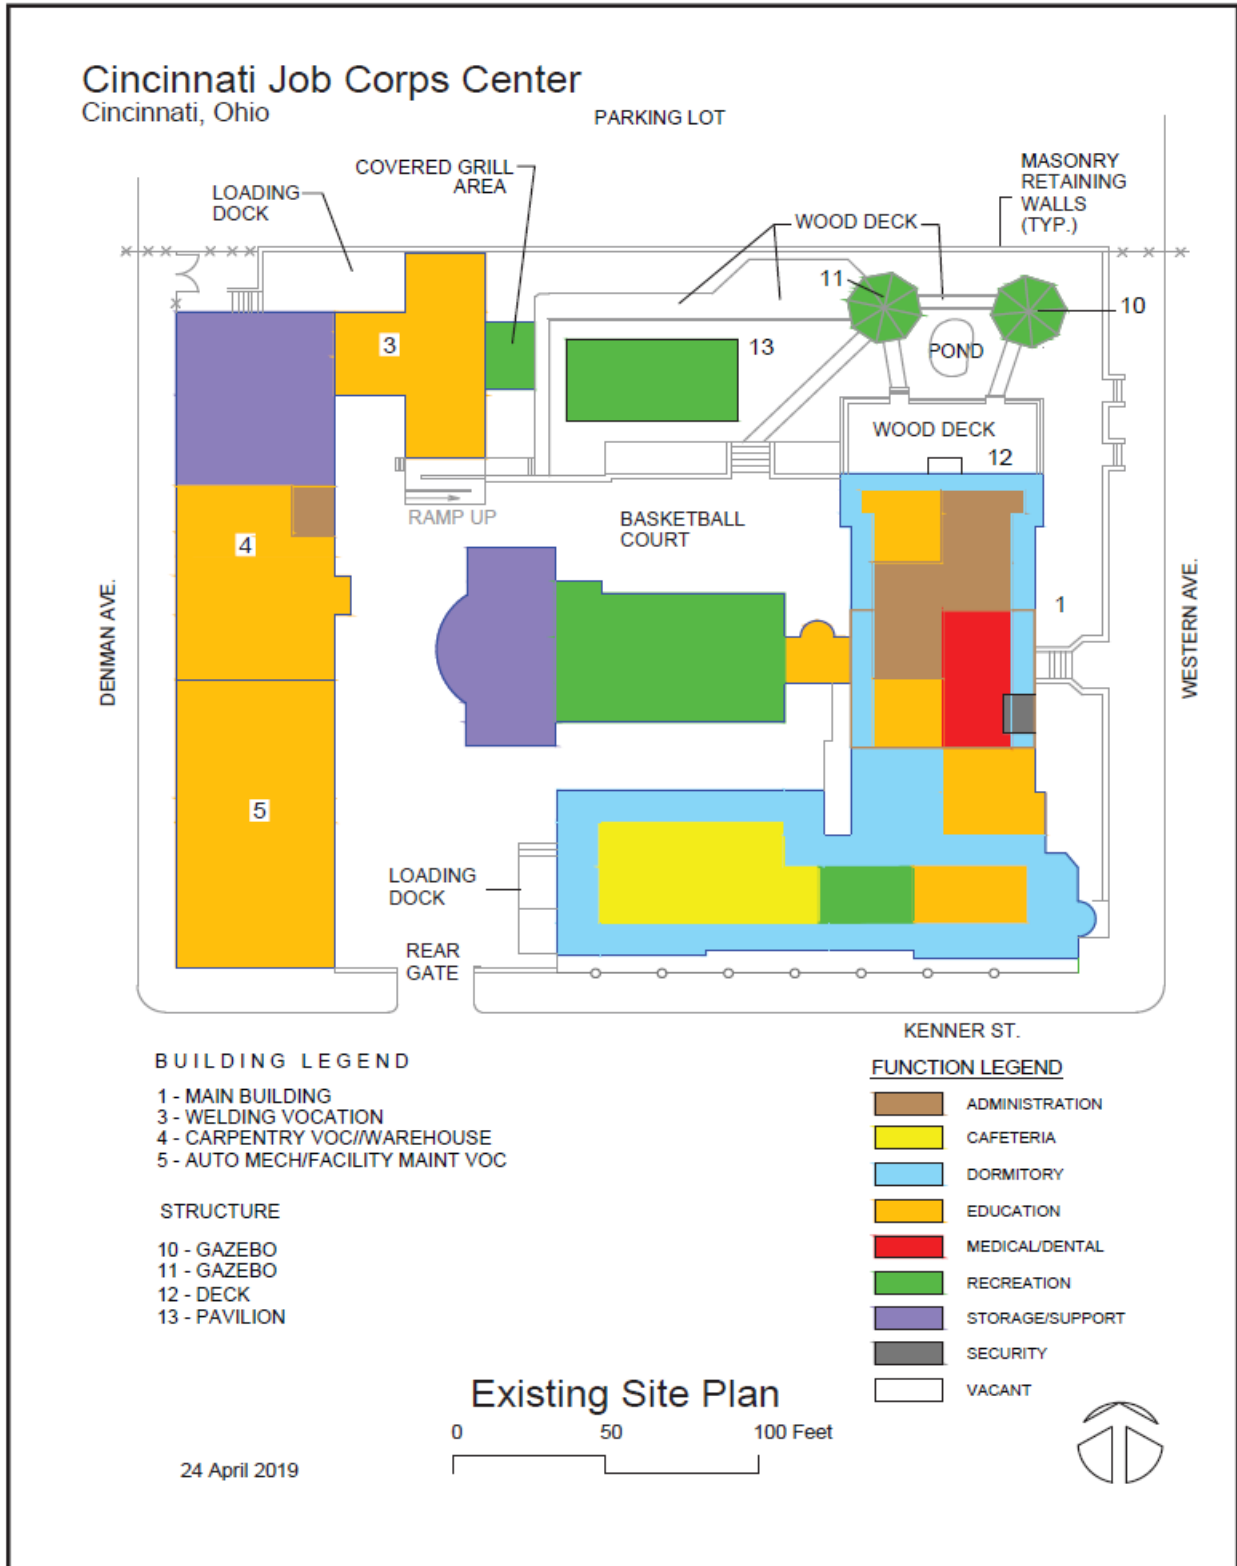 Cincinnati Job Corps Center
Cincinnati, Ohio
PARKING LOT
COVERED GRILL
AREA
LOADING
DOCK
MASONRY
RETAINING
WALLS
(TYP.)
WOOD DECK
11
10
3
13
POND
WOOD DECK
12
RAMP UP
BASKETBALL
COURT
4
DENMAN AVE.
WESTERN AVE.
1
5
LOADING
DOCK
REAR
GATE
KENNER ST.
BUILDING LEGEND
1 - MAIN BUILDING
3 - WELDING VOCATION
4 - CARPENTRY VOC//WAREHOUSE
5 - AUTO MECH/FACILITY MAINT VOC
STRUCTURE
10 - GAZEBO
11 - GAZEBO
12 - DECK
13 - PAVILION
FUNCTION LEGEND
ADMINISTRATION
CAFETERIA
DORMITORY
EDUCATION
MEDICAL/DENTAL
RECREATION
STORAGE/SUPPORT
SECURITY
VACANT
Existing Site Plan
0 50 100 Feet
24 April 2019